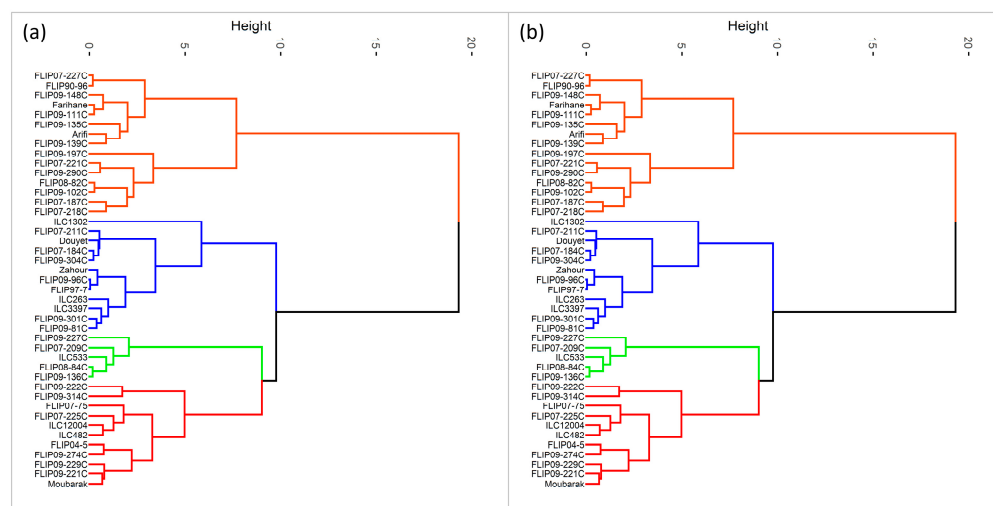 (a)
Height
0
5
10
15
20
FLIP07-227C
FLIP90-96
FLIP09-148C
Farihane
FLIP09-111C
FLIP09-135C
Arifi
FLIP09-139C
FLIP09-197C
FLIP07-221C
FLIP09-290C
FLIP08-82C
FLIP09-102C
FLIP07-187C
FLIP07-218C
ILC1302
FLIP07-211C
Douyet
FLIP07-184C
FLIP09-304C
Zahour
FLIP09-96C
FLIP97-7
ILC263
ILC3397
FLIP09-301C
FLIP09-81C
FLIP09-227C
FLIP07-209C
ILC533
FLIP08-84C
FLIP09-136C
FLIP09-222C
FLIP09-314C
FLIP07-75
FLIP07-225C
ILC12004
ILC482
FLIP04-5
FLIP09-274C
FLIP09-229C
FLIP09-221C
Moubarak
(b)
Height
0
5
10
15
20
FLIP07-227C
FLIP90-96
FLIP09-148C
Farihane
FLIP09-111C
FLIP09-135C
Arifi
FLIP09-139C
FLIP09-197C
FLIP07-221C
FLIP09-290C
FLIP08-82C
FLIP09-102C
FLIP07-187C
FLIP07-218C
ILC1302
FLIP07-211C
Douyet
FLIP07-184C
FLIP09-304C
Zahour
FLIP09-96C
FLIP97-7
ILC263
ILC3397
FLIP09-301C
FLIP09-81C
FLIP09-227C
FLIP07-209C
ILC533
FLIP08-84C
FLIP09-136C
FLIP09-222C
FLIP09-314C
FLIP07-75
FLIP07-225C
ILC12004
ILC482
FLIP04-5
FLIP09-274C
FLIP09-229C
FLIP09-221C
Moubarak